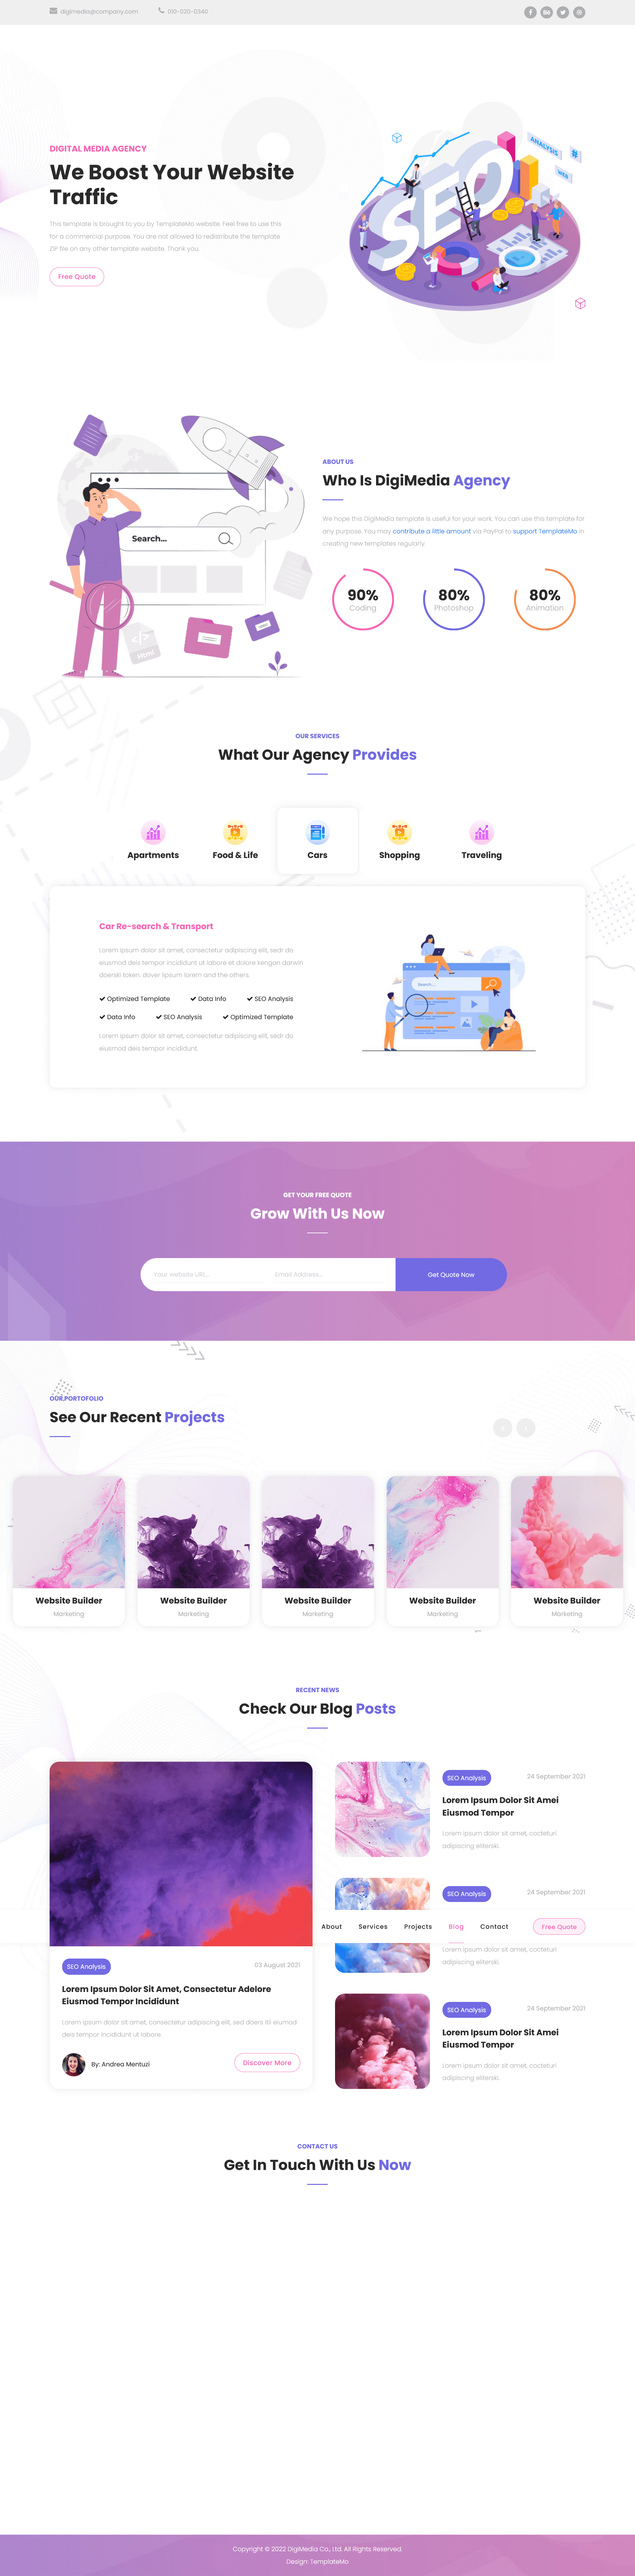 digimedia@company.com
010-020-0340
DIGITAL MEDIA AGENCY
We Boost Your Website
Traffic
This template is brought to you by TemplateMo website. Feel free to use this
for a commercial purpose. You are not allowed to redistribute the template
ZIP file on any other template website. Thank you.
Free Quote
SEO
ANALYSIS
WEB
Search...
Html
ABOUT US
Who Is DigiMedia Agency
We hope this DigiMedia template is useful for your work. You can use this template for
any purpose. You may contribute a little amount via PayPal to support TemplateMo in
creating new templates regularly.
90%
Coding
80%
Photoshop
80%
Animation
OUR SERVICES
What Our Agency Provides
Apartments
Food & Life
Cars
Shopping
Traveling
Car Re-search & Transport
Lorem ipsum dolor sit amet, consectetur adipiscing elit, sedr do
eiusmod deis tempor incididunt ut labore et dolore kengan darwin
doerski token. dover lipsum lorem and the others.
Optimized Template
Data Info
SEO Analysis
Data Info
SEO Analysis
Optimized Template
Lorem ipsum dolor sit amet, consectetur adipiscing elit, sedr do
eiusmod deis tempor incididunt.
Search...
GET YOUR FREE QUOTE
Grow With Us Now
Your website URL...
Email Address...
Get Quote Now
OUR PORTOFOLIO
See Our Recent Projects
Website Builder
Marketing
Website Builder
Marketing
Website Builder
Marketing
Website Builder
Marketing
Website Builder
Marketing
RECENT NEWS
Check Our Blog Posts
SEO Analysis
03 August 2021
Lorem Ipsum Dolor Sit Amet, Consectetur Adelore
Eiusmod Tempor Incididunt
Lorem ipsum dolor sit amet, consectetur adipiscing elit, sed doers itii eiumod
deis tempor incididunt ut labore.
By: Andrea Mentuzi
Discover More
SEO Analysis
24 September 2021
Lorem Ipsum Dolor Sit Amei
Eiusmod Tempor
Lorem ipsum dolor sit amet, cocteturi
adipiscing eliterski.
SEO Analysis
24 September 2021
About
Services
Projects
Blog
Contact
Free Quote
Lorem ipsum dolor sit amet, cocteturi
adipiscing eliterski.
SEO Analysis
24 September 2021
Lorem Ipsum Dolor Sit Amei
Eiusmod Tempor
Lorem ipsum dolor sit amet, cocteturi
adipiscing eliterski.
CONTACT US
Get In Touch With Us Now
Copyright © 2022 DigiMedia Co., Ltd. All Rights Reserved.
Design: TemplateMo